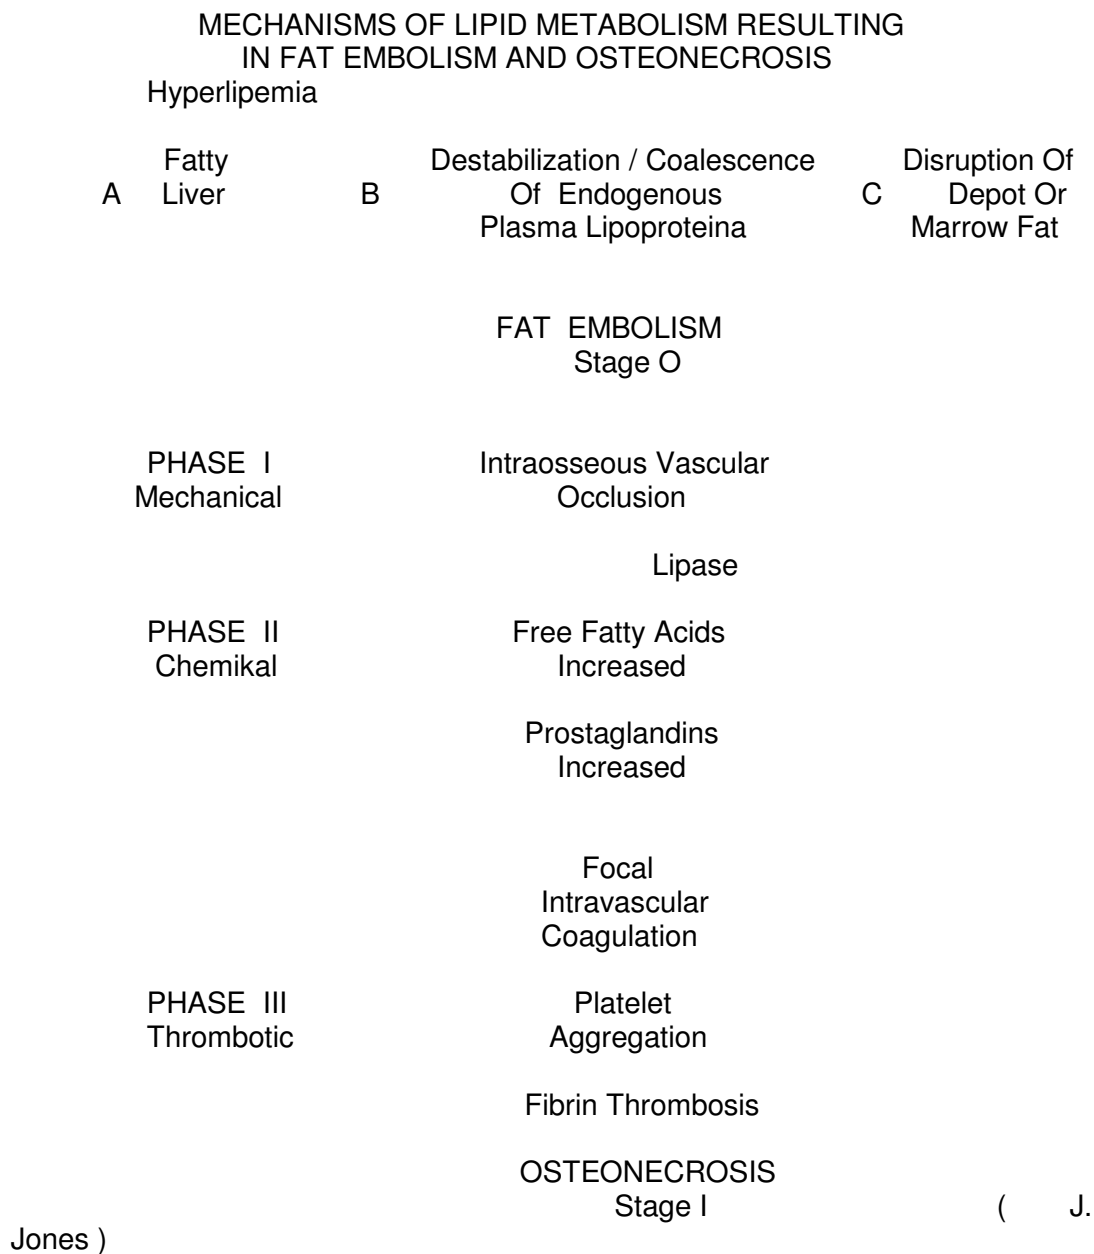 MECHANISMS OF LIPID METABOLISM RESULTING
IN FAT EMBOLISM AND OSTEONECROSIS
Hyperlipemia
Fatty Destabilization / Coalescence Disruption Of
A Liver B Of Endogenous C Depot Or
Plasma Lipoproteina Marrow Fat
FAT EMBOLISM
Stage O
PHASE I Intraosseous Vascular
Mechanical Occlusion
Lipase
PHASE II Free Fatty Acids
Chemikal Increased
Prostaglandins
Increased
Focal
Intravascular
Coagulation
PHASE III Platelet
Thrombotic Aggregation
Fibrin Thrombosis
OSTEONECROSIS
Stage I ( J.
Jones )